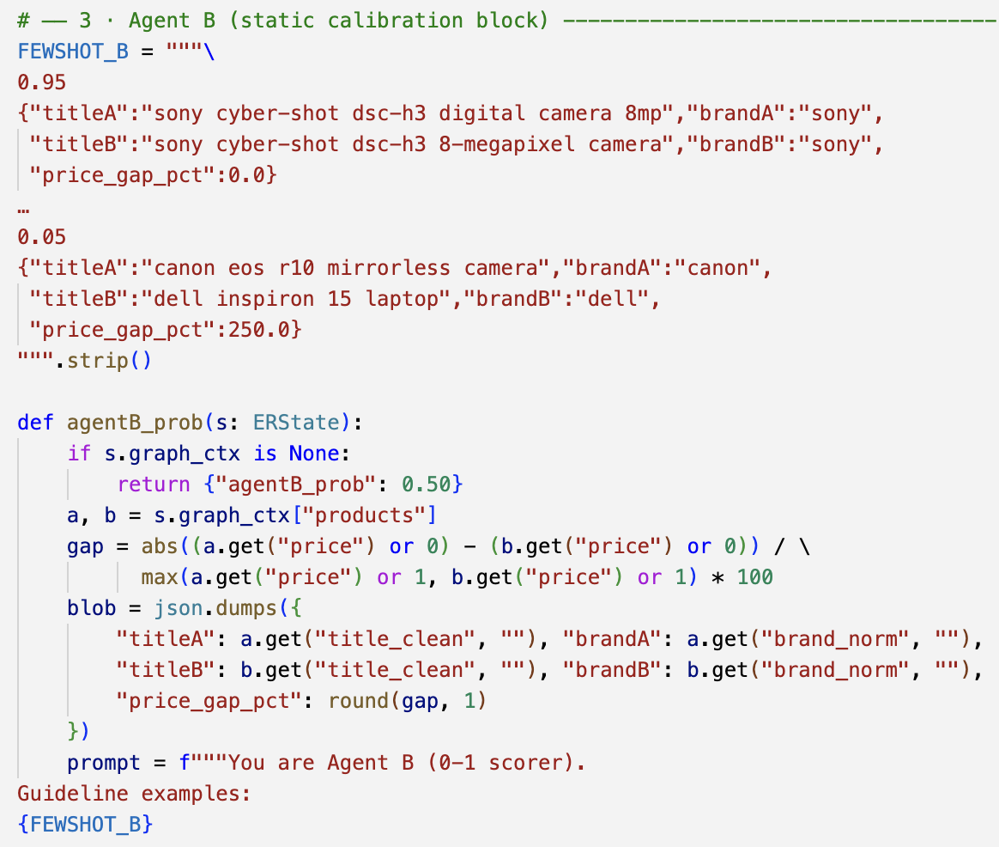 # —— 3 · Agent B (static calibration block) ———————————————————————————————————
FEWSHOT_B = """\
0.95
{"titleA":"sony cyber-shot dsc-h3 digital camera 8mp","brandA":"sony",
 "titleB":"sony cyber-shot dsc-h3 8-megapixel camera","brandB":"sony",
 "price_gap_pct":0.0}
…
0.05
{"titleA":"canon eos r10 mirrorless camera","brandA":"canon",
 "titleB":"dell inspiron 15 laptop","brandB":"dell",
 "price_gap_pct":250.0}
""".strip()

def agentB_prob(s: ERState):
    if s.graph_ctx is None:
        return {"agentB_prob": 0.50}
    a, b = s.graph_ctx["products"]
    gap = abs((a.get("price") or 0) - (b.get("price") or 0)) / \
          max(a.get("price") or 1, b.get("price") or 1) * 100
    blob = json.dumps({
        "titleA": a.get("title_clean", ""), "brandA": a.get("brand_norm", ""),
        "titleB": b.get("title_clean", ""), "brandB": b.get("brand_norm", ""),
        "price_gap_pct": round(gap, 1)
    })
    prompt = f"""You are Agent B (0-1 scorer).
Guideline examples:
{FEWSHOT_B}